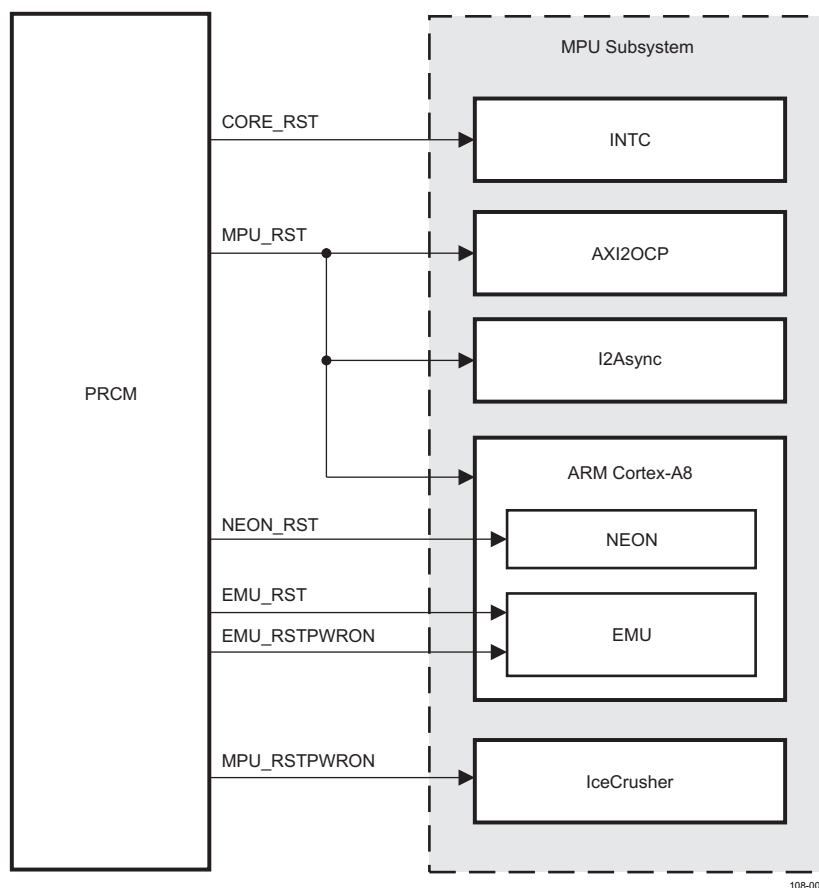 MPU Subsystem
CORE_RST
INTC
MPU_RST
AXI2OCP
I2Async
PRCM
ARM Cortex-A8
NEON_RST
NEON
EMU_RST
EMU
EMU_RSTPWRON
MPU_RSTPWRON
IceCrusher